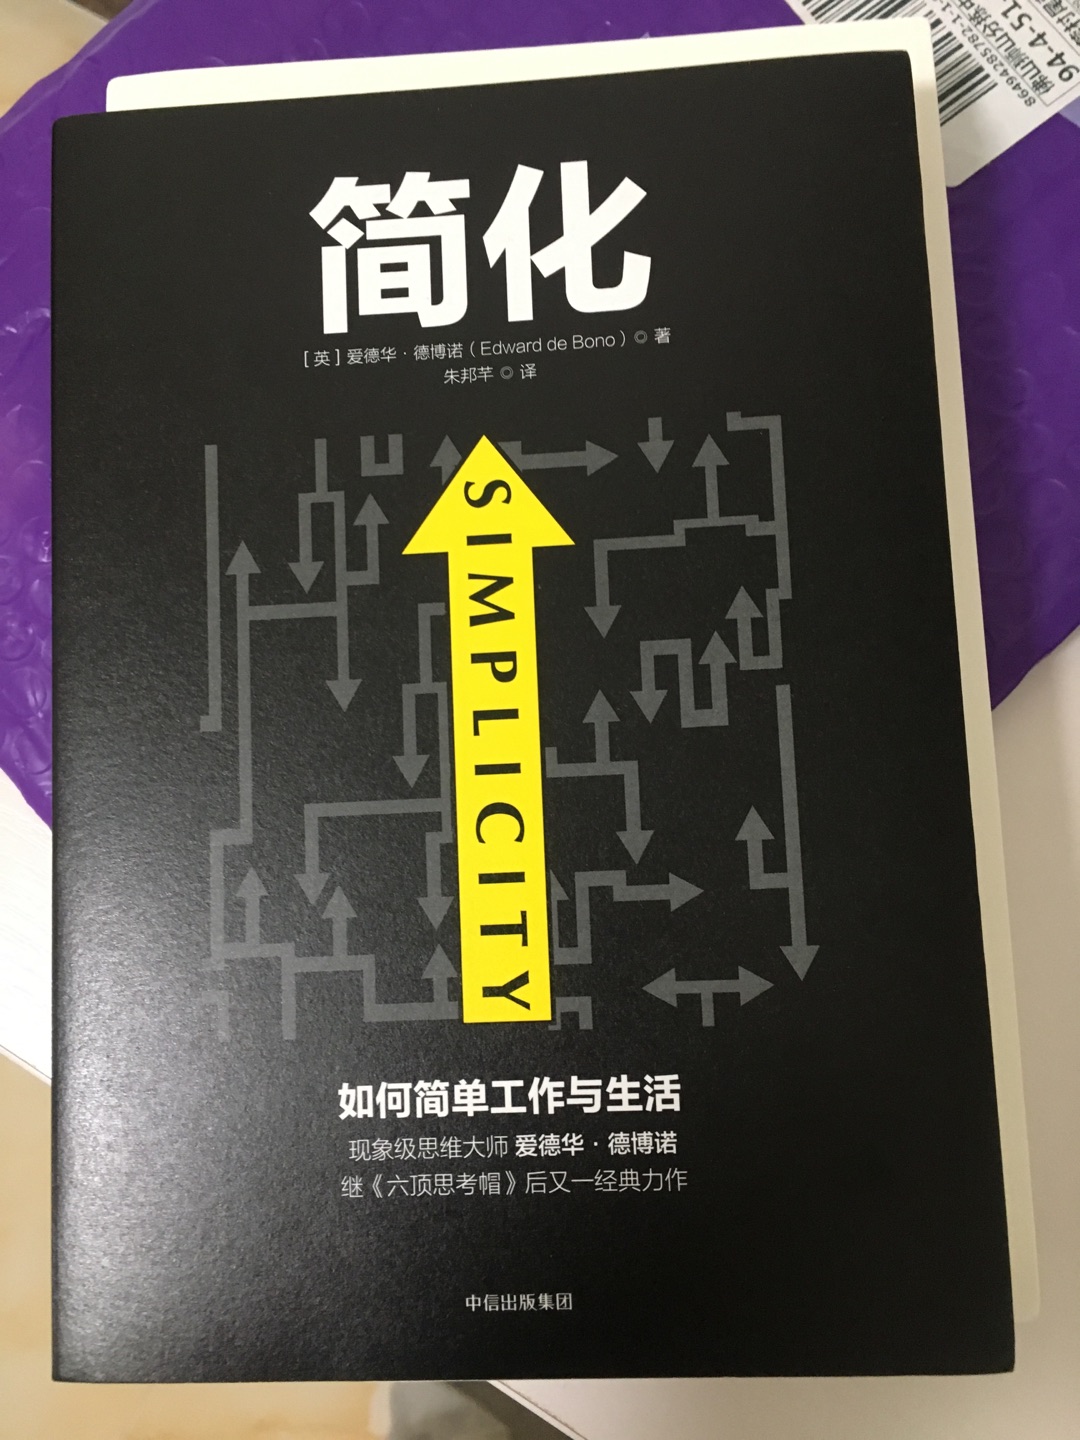 简化
[英]爱德华·德博诺(Edward de Bono)◎著
朱邦芊◎译
SIMPLICITY
如何简单工作与生活
现象级思维大师 爱德华·德博诺
继《六顶思考帽》后又一经典力作
中信出版集团
94-4-51